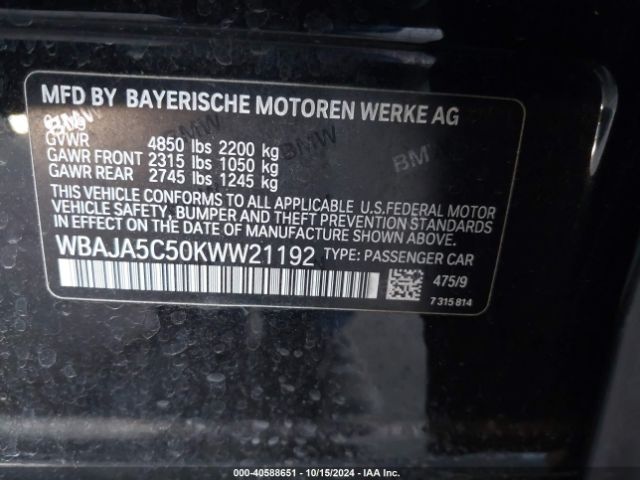 MFD BY BAYERISCHE MOTOREN WERKE AG
GVWR 4850 lbs 2200 kg
GAWR FRONT 2315 lbs 1050 kg
GAWR REAR 2745 lbs 1245 kg
THIS VEHICLE CONFORMS TO ALL APPLICABLE U.S.FEDERAL MOTOR
VEHICLE SAFETY, BUMPER AND THEFT PREVENTION STANDARDS
IN EFFECT ON THE DATE OF MANUFACTURE SHOWN ABOVE.
WBAJA5C50KWW21192 TYPE: PASSENGER CAR
475/9
7 315 814
BMW
BMW
BMW
000-40588651 | 10/15/2024 | IAA Inc.